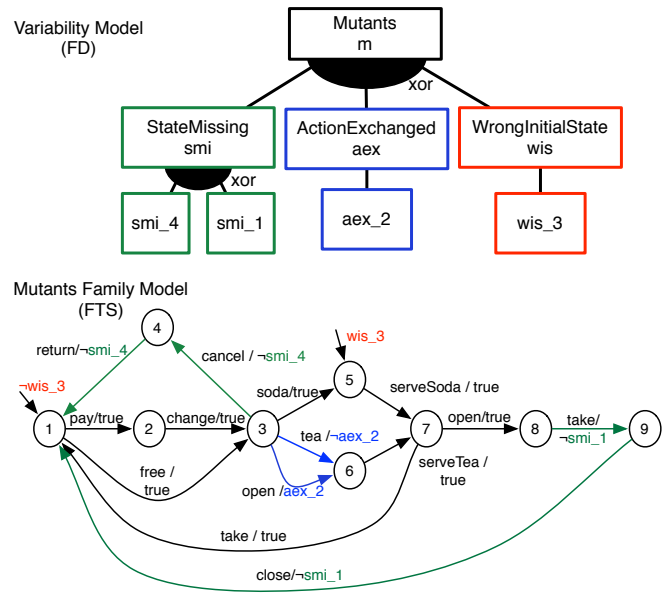 Variability Model
(FD)
Mutants
m
xor
StateMissing
smi
ActionExchanged
aex
WrongInitialState
wis
xor
smi_4
smi_1
aex_2
wis_3
Mutants Family Model
(FTS)
4
return/¬smi_4
cancel / ¬smi_4
wis_3
¬wis_3
soda/true
5
serveSoda / true
1
pay/true
2
change/true
3
tea /¬aex_2
7
open/true
8
take/
¬smi_1
9
6
free /
true
open /aex_2
serveTea /
true
take / true
close/¬smi_1